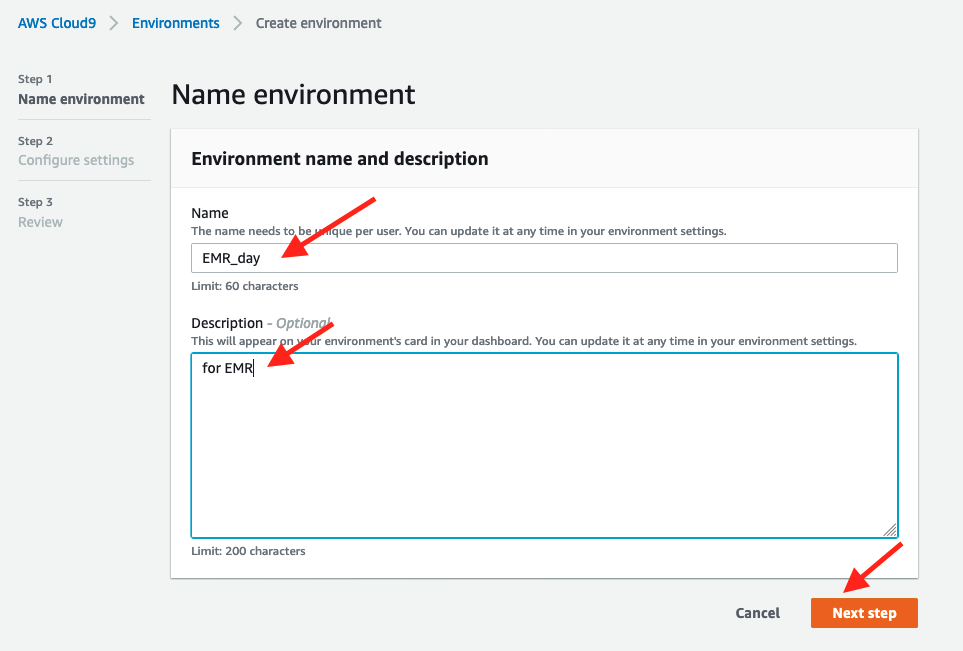 AWS Cloud9 > Environments > Create environment
Step 1
Name environment
Step 2
Configure settings
Step 3
Review
Name environment
Environment name and description
Name
The name needs to be unique per user. You can update it at any time in your environment settings.
EMR_day
Limit: 60 characters
Description - Optional
This will appear on your environment's card in your dashboard. You can update it at any time in your environment settings.
for EMR
Limit: 200 characters
Cancel Next step